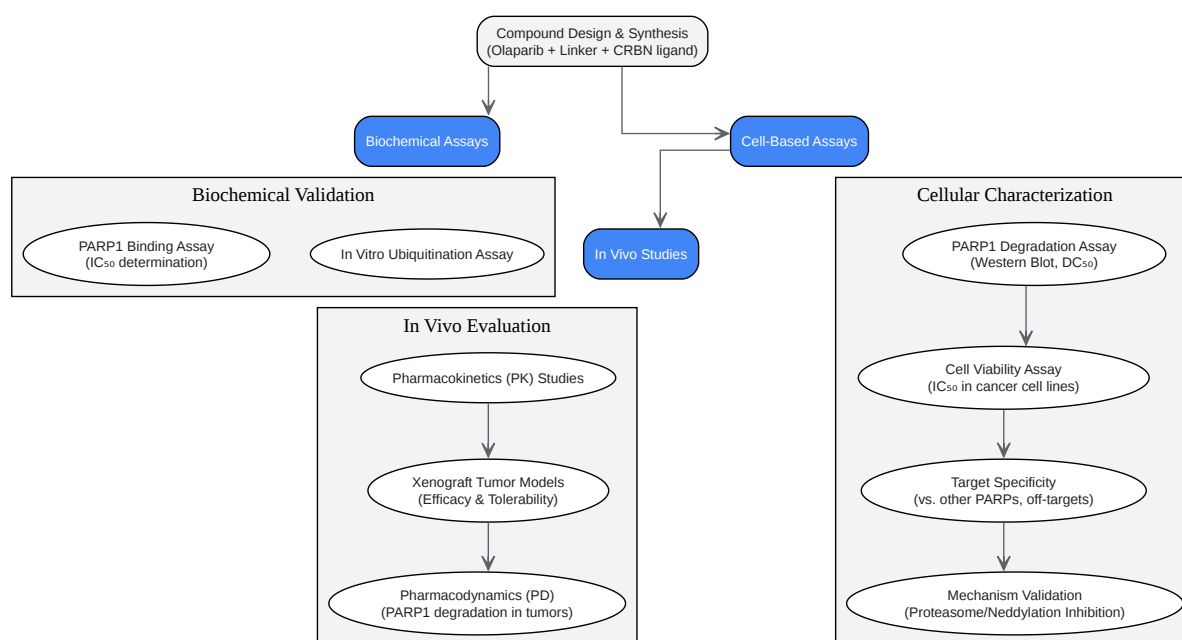 Compound Design & Synthesis
(Olaparib + Linker + CRBN ligand)
Biochemical Assays
Cell-Based Assays
Biochemical Validation
PARP1 Binding Assay
(IC₅₀ determination)
In Vitro Ubiquitination Assay
In Vivo Studies
Cellular Characterization
PARP1 Degradation Assay
(Western Blot, DC₅₀)
Cell Viability Assay
(IC₅₀ in cancer cell lines)
Target Specificity
(vs. other PARPs, off-targets)
Mechanism Validation
(Proteasome/Neddylation Inhibition)
In Vivo Evaluation
Pharmacokinetics (PK) Studies
Xenograft Tumor Models
(Efficacy & Tolerability)
Pharmacodynamics (PD)
(PARP1 degradation in tumors)